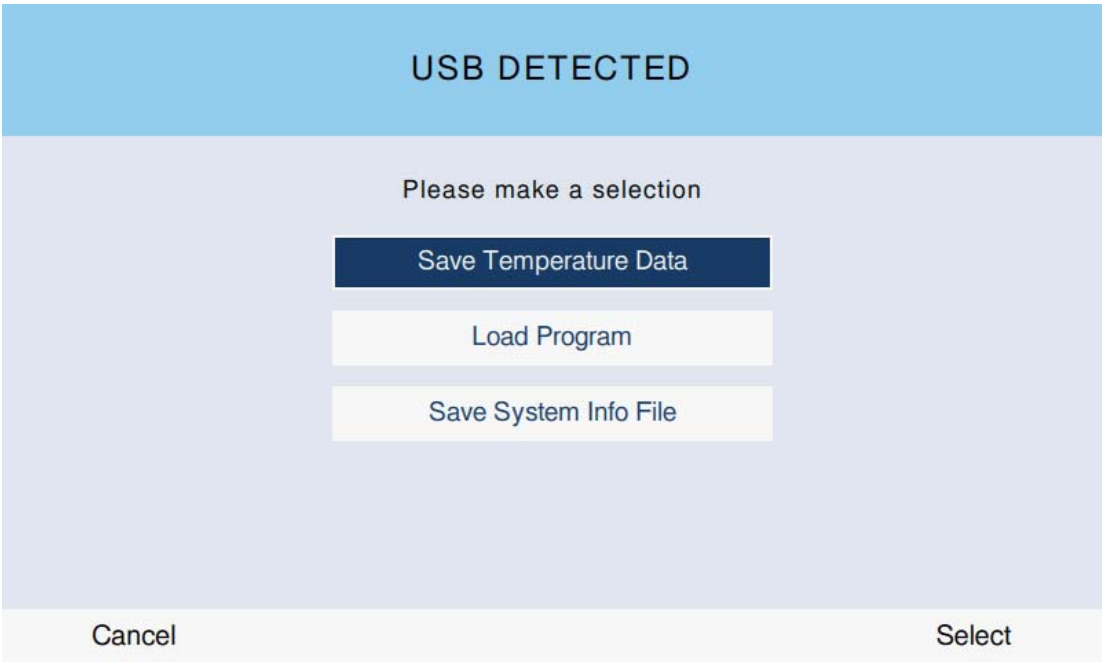 USB DETECTED
Please make a selection
Save Temperature Data
Load Program
Save System Info File
Cancel
Select